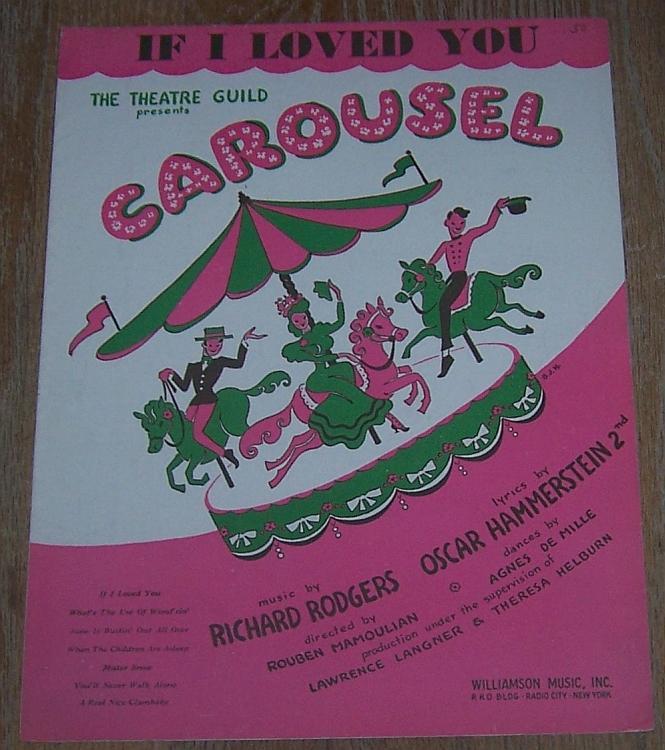 IF I LOVED YOU
50
THE THEATRE GUILD
presents
CAROUSEL
B.J.H.
music by
RICHARD RODGERS
lyrics by
OSCAR HAMMERSTEIN 2nd
directed by
ROUBEN MAMOULIAN
dances by
AGNES DE MILLE
production under the supervision of
LAWRENCE LANGNER & THERESA HELBURN
If I Loved You
What's The Use Of Wond'rin'
June Is Bustin' Out All Over
When The Children Are Asleep
Mister Snow
You'll Never Walk Alone
A Real Nice Clambake
WILLIAMSON MUSIC, INC.
R K O BLDG · RADIO CITY · NEW YORK